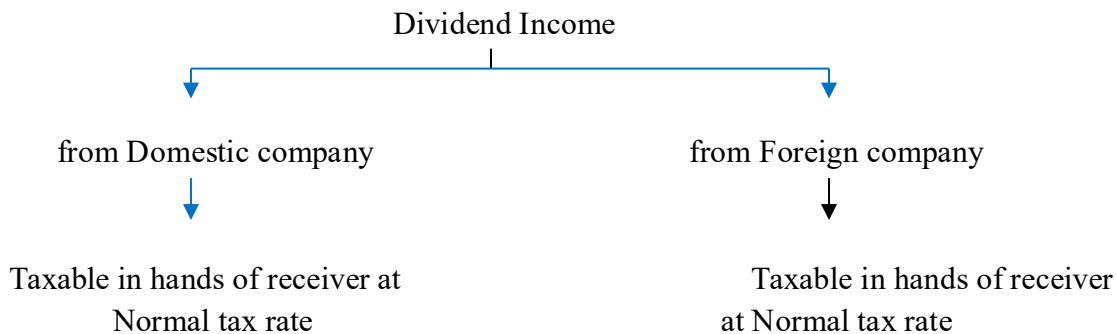 Dividend Income
from Domestic company
from Foreign company
Taxable in hands of receiver at
Normal tax rate
Taxable in hands of receiver
at Normal tax rate